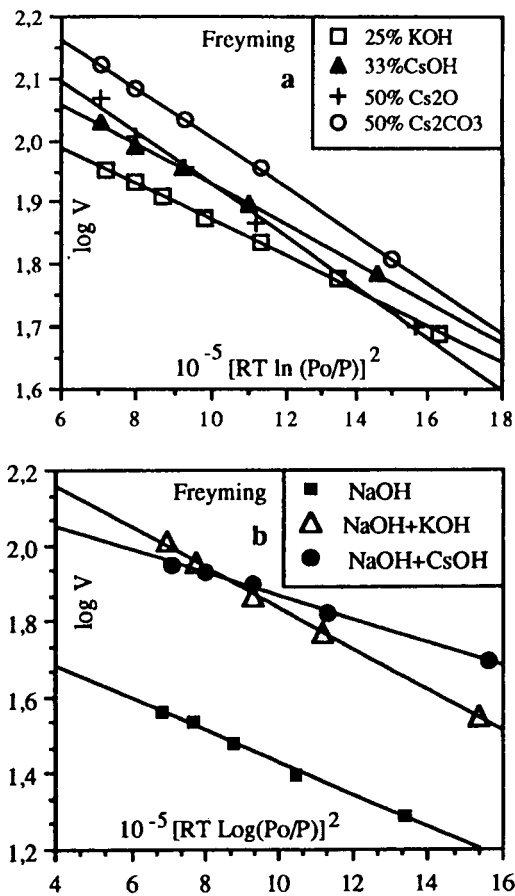 2,2
2,1
2,0
1,9
1,8
1,7
1,6
log V
Freyming
a
25% KOH
33%CsOH
50% Cs2O
50% Cs2CO3
10 -5 [RT ln (Po/P)] 2
6 8 10 12 14 16 18
2,2
2,0
1,8
1,6
1,4
1,2
log V
Freyming
b
NaOH
NaOH+KOH
NaOH+CsOH
10 -5 [RT Log(Po/P)] 2
4 6 8 10 12 14 16